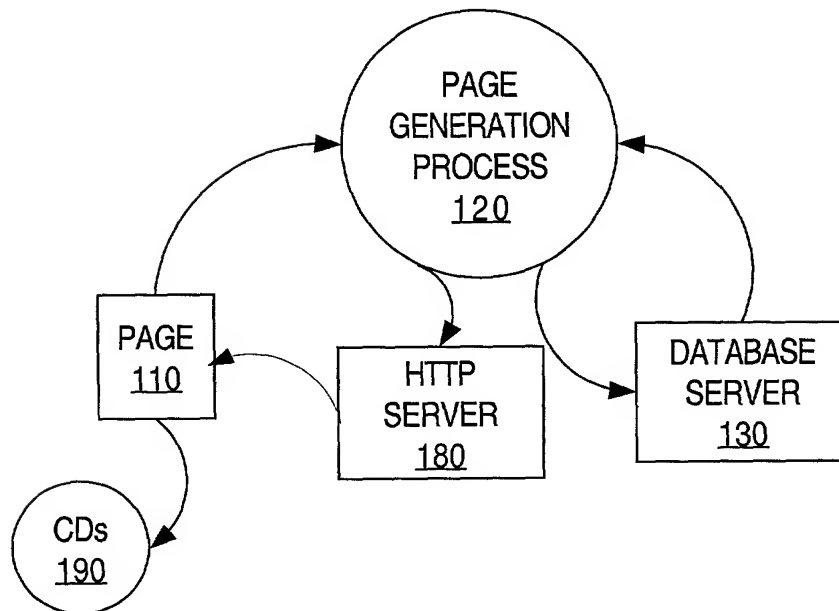 PAGE
GENERATION
PROCESS
120
PAGE
110
HTTP
SERVER
180
DATABASE
SERVER
130
CDs
190